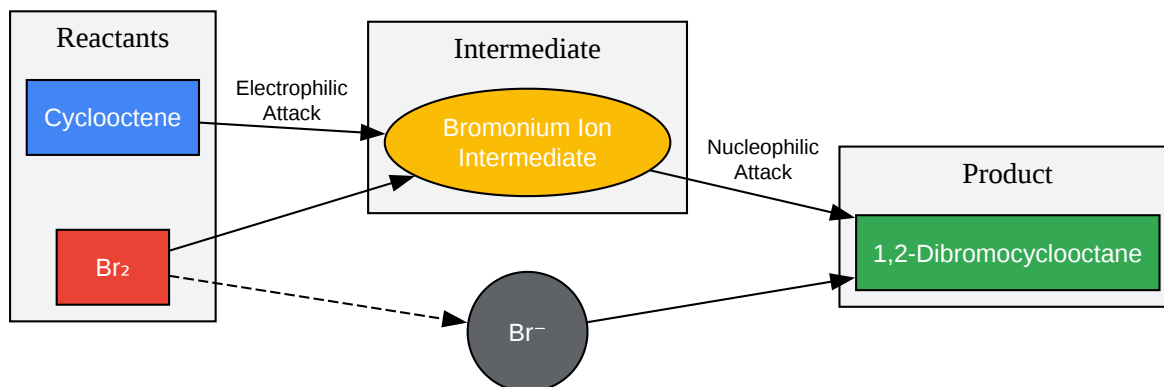 Reactants
Cyclooctene
Br₂
Electrophilic
Attack
Intermediate
Bromonium Ion
Intermediate
Br⁻
Nucleophilic
Attack
Product
1,2-Dibromocyclooctane